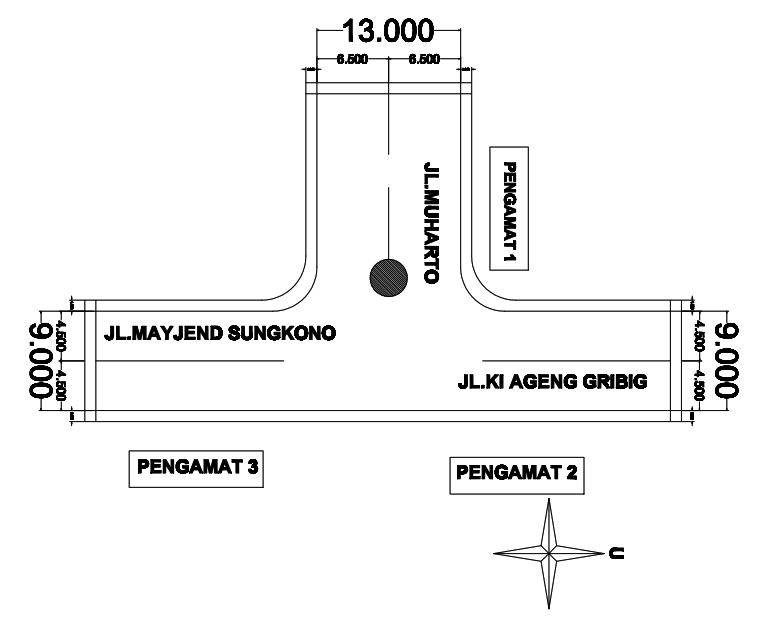 13.000
6.500 6.500
JL.MUHARTO
PENGAMAT 1
JL.MAYJEND SUNGKONO
9.000
4.500
4.500
JL.KI AGENG GRIBIG
4.500
4.500
9.000
PENGAMAT 3
PENGAMAT 2
U